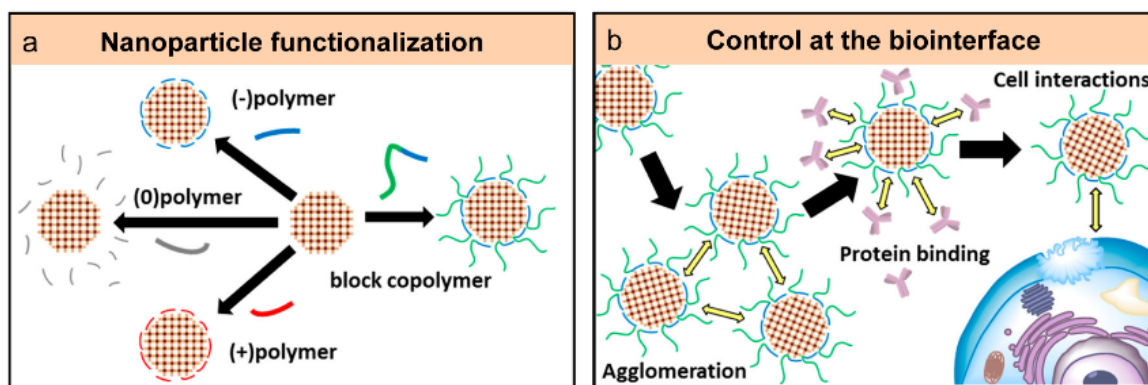 a
Nanoparticle functionalization
(-)polymer
(0)polymer
block copolymer
(+)polymer
b
Control at the biointerface
Cell interactions
Protein binding
Agglomeration